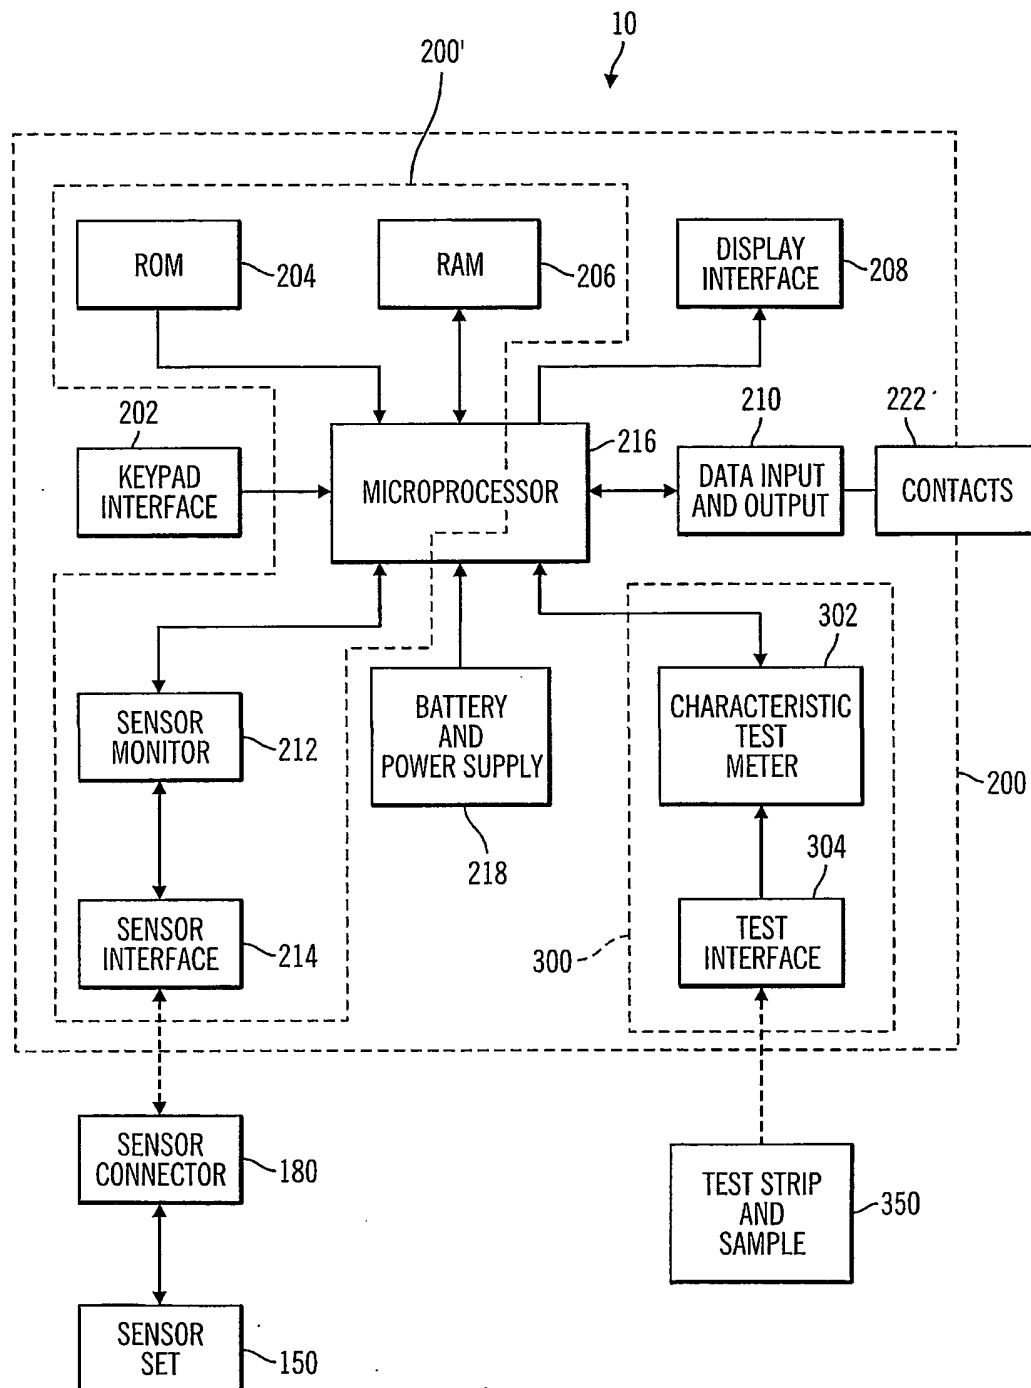 10
200'
ROM
204
RAM
206
DISPLAY
INTERFACE
208
202
KEYPAD
INTERFACE
MICROPROCESSOR
216
210
DATA INPUT
AND OUTPUT
222
CONTACTS
SENSOR
MONITOR
212
BATTERY
AND
POWER SUPPLY
218
302
CHARACTERISTIC
TEST
METER
200
304
TEST
INTERFACE
300
SENSOR
INTERFACE
214
SENSOR
CONNECTOR
180
TEST STRIP
AND
SAMPLE
350
SENSOR
SET
150